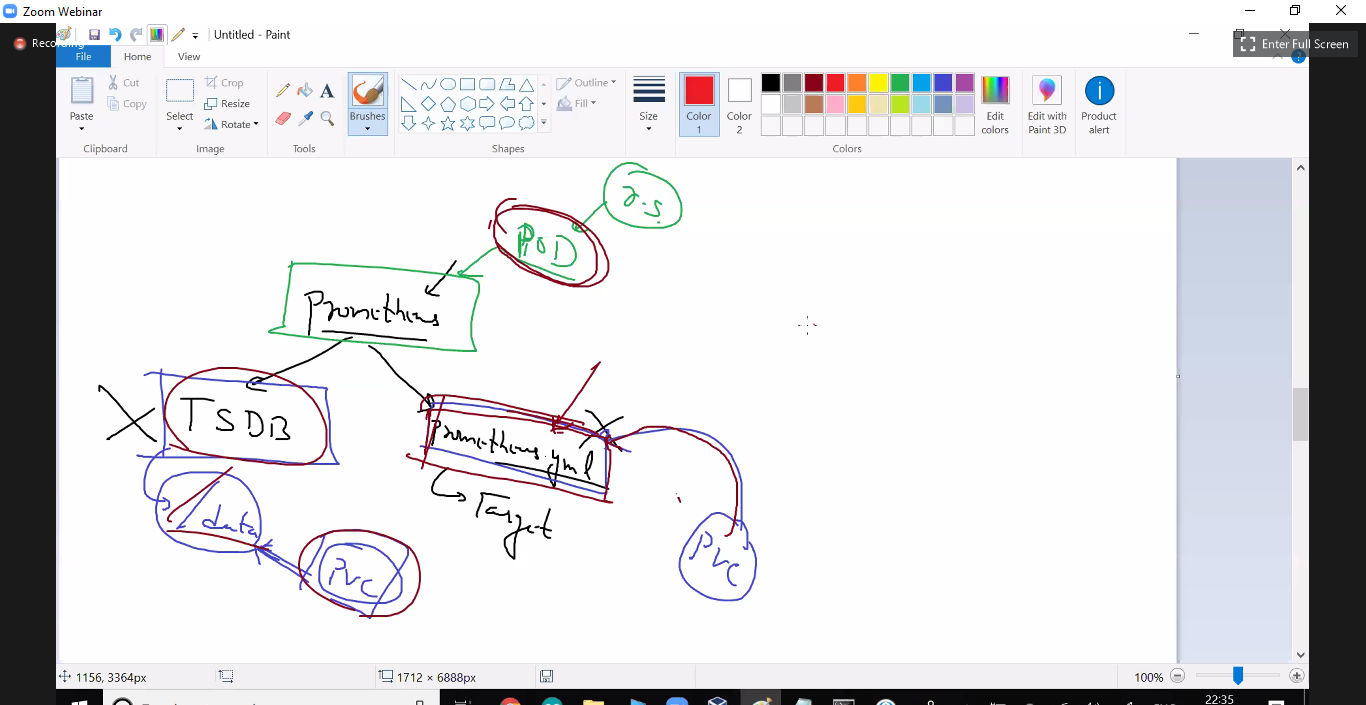 Zoom Webinar
Recording
Untitled - Paint
Enter Full Screen
File
Home
View
Paste
Cut
Copy
Select
Crop
Resize
Rotate
Brushes
Outline
Fill
Size
Color 1
Color 2
Edit colors
Edit with Paint 3D
Product alert
Clipboard
Image
Tools
Shapes
Colors
POD
Prometheus
TSDB
Prometheus.yml
Target
/data
PVC
PVC
1156, 3364px
1712 × 6888px
100%
22:35